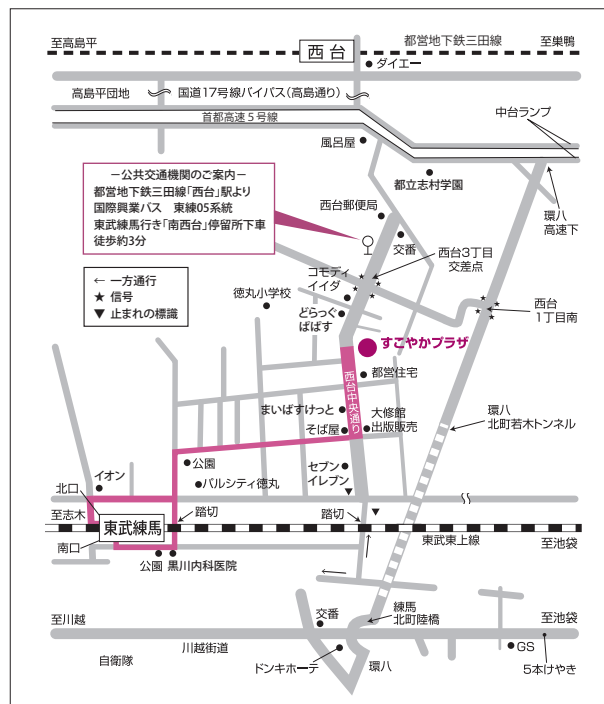 至高島平
西台
都営地下鉄三田線
至巣鴨
ダイエー
高島平団地
国道17号線バイパス(高島通り)
首都高速5号線
中台ランプ
風呂屋
都立志村学園
－公共交通機関のご案内－
都営地下鉄三田線「西台」駅より
国際興業バス　東練05系統
東武練馬行き「南西台」停留所下車
徒歩約3分
西台郵便局
環八
高速下
交番
西台3丁目
交差点
← 一方通行
★ 信号
▼ 止まれの標識
コモディ
イイダ
徳丸小学校
どらっぐ
ぱぱす
西台
1丁目南
すこやかプラザ
都営住宅
西台中央通り
まいばすけっと
大修館
出版販売
そば屋
環八
北町若木トンネル
公園
イオン
パルシティ徳丸
セブン
イレブン
北口
至志木
東武練馬
踏切
踏切
南口
東武東上線
至池袋
公園
黒川内科医院
練馬
北町陸橋
交番
至川越
至池袋
川越街道
自衛隊
ドンキホーテ
環八
GS
5本けやき